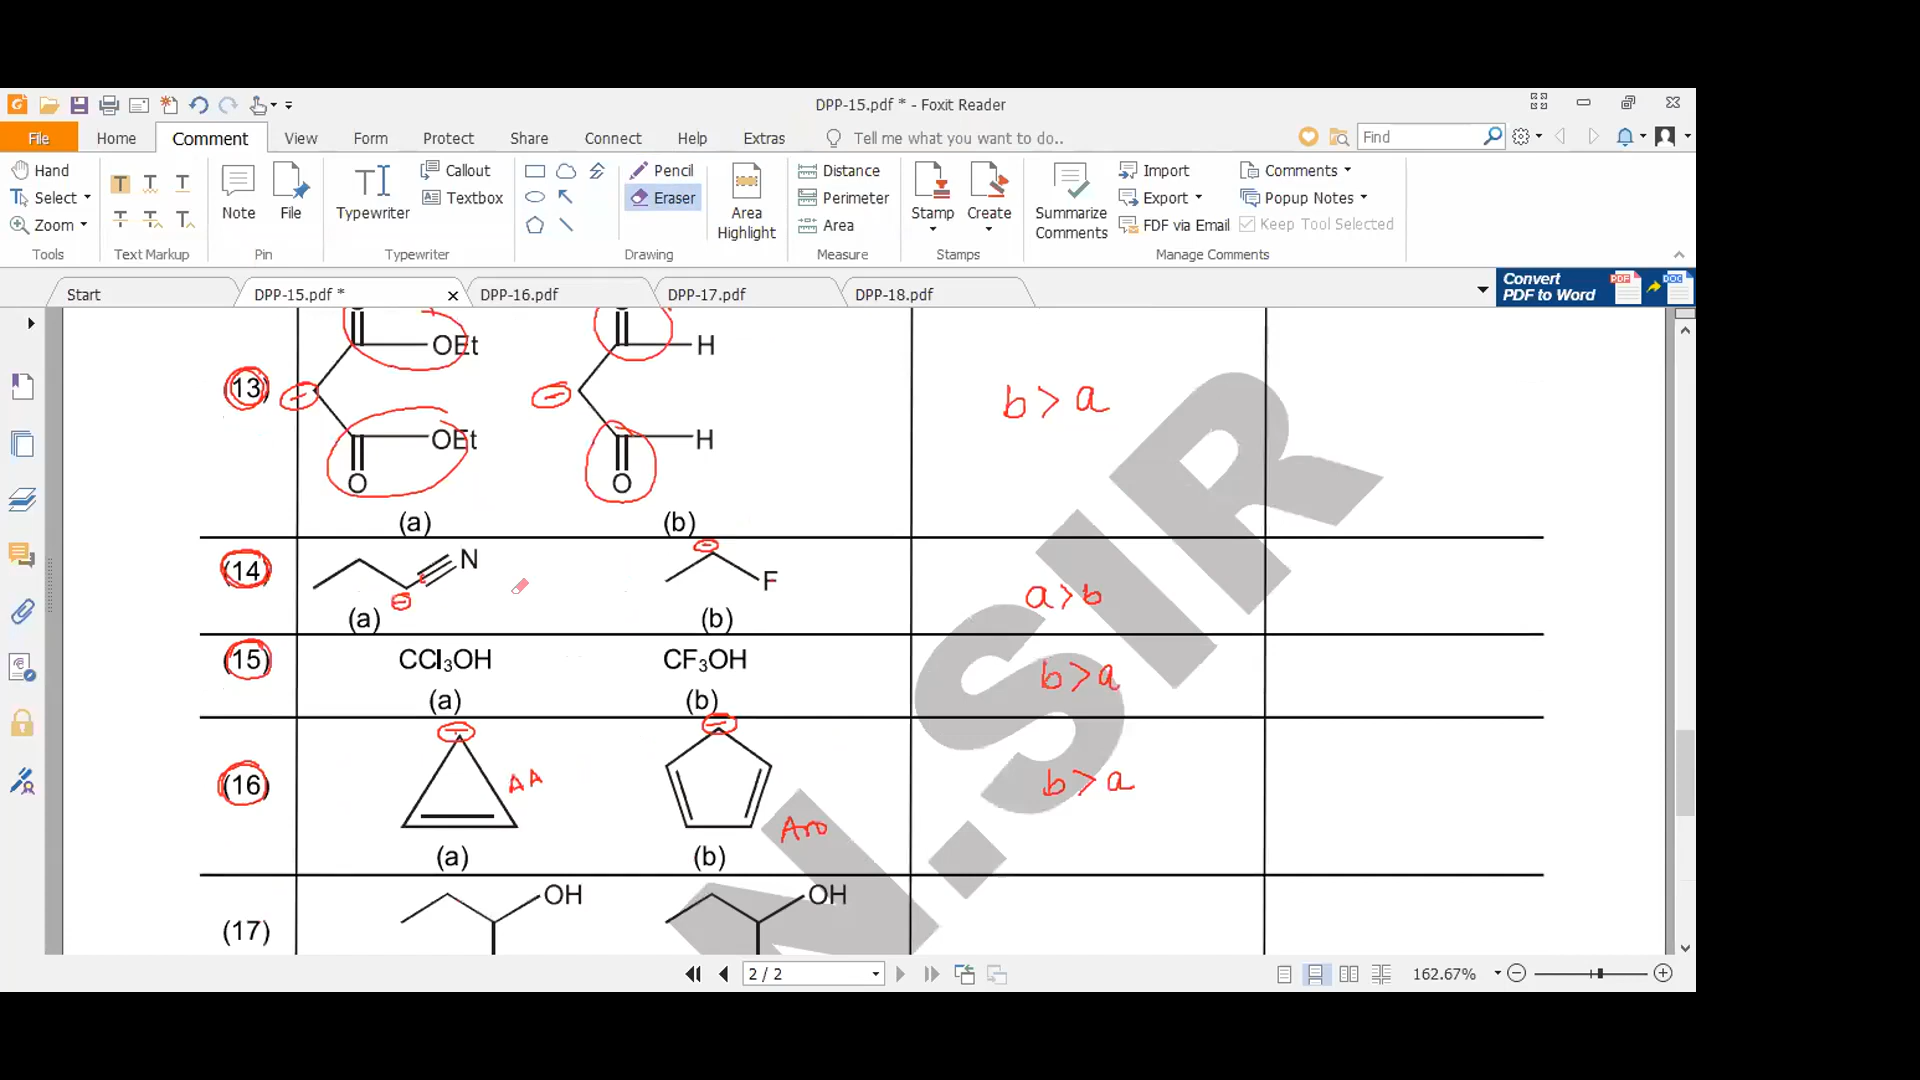 DPP-15.pdf * - Foxit Reader
File Home Comment View Form Protect Share Connect Help Extras Tell me what you want to do.. Find
Hand
Select
Zoom
Tools
Text Markup
Note
File
Pin
Typewriter
Callout
Textbox
Typewriter
Pencil
Eraser
Drawing
Area
Highlight
Distance
Perimeter
Area
Measure
Stamp
Create
Stamps
Summarize
Comments
Import
Export
FDF via Email
Comments
Popup Notes
Keep Tool Selected
Manage Comments
Start DPP-15.pdf * DPP-16.pdf DPP-17.pdf DPP-18.pdf
Convert
PDF to Word
PDF DOC
OEt H
(13) b > a
OEt H
O O
(a) (b)
N
(14) F a > b
(a) (b)
(15) CCl₃OH CF₃OH b > a
(a) (b)
(16) AA Aro b > a
(a) (b)
OH OH
(17)
N.SIR
2 / 2 162.67%